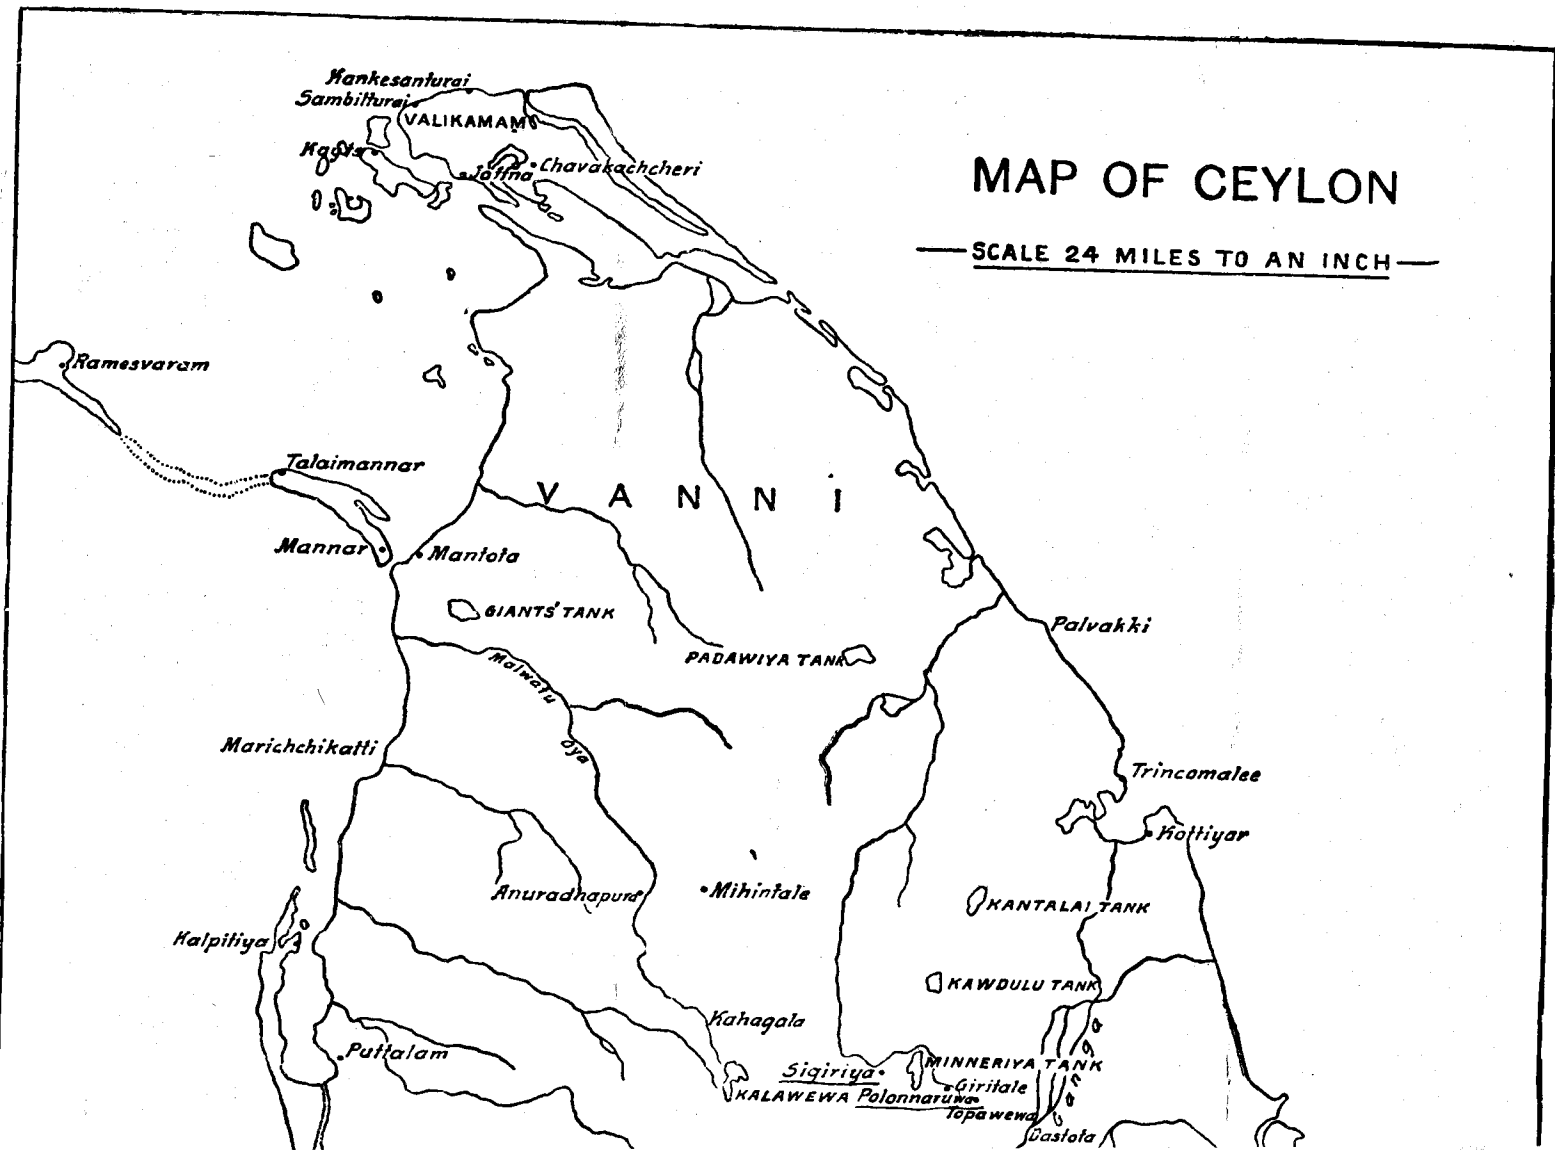 MAP OF CEYLON
SCALE 24 MILES TO AN INCH
Kankesanturai
Sambilturai
VALIKAMAM
Kayts
Jaffna
Chavakachcheri
Ramesvaram
Talaimannar
VANNI
Mannar
Mantota
GIANTS' TANK
Palvakki
PADAWIYA TANK
Malwatu
Oya
Marichchikatti
Trincomalee
Kottiyar
Anuradhapura
Mihintale
KANTALAI TANK
Kalpitiya
KAWDULU TANK
Kahagala
Puttalam
MINNERIYA TANK
Sigiriya
Giritale
KALAWEWA
Polonnaruwa
Topawewa
Dastota